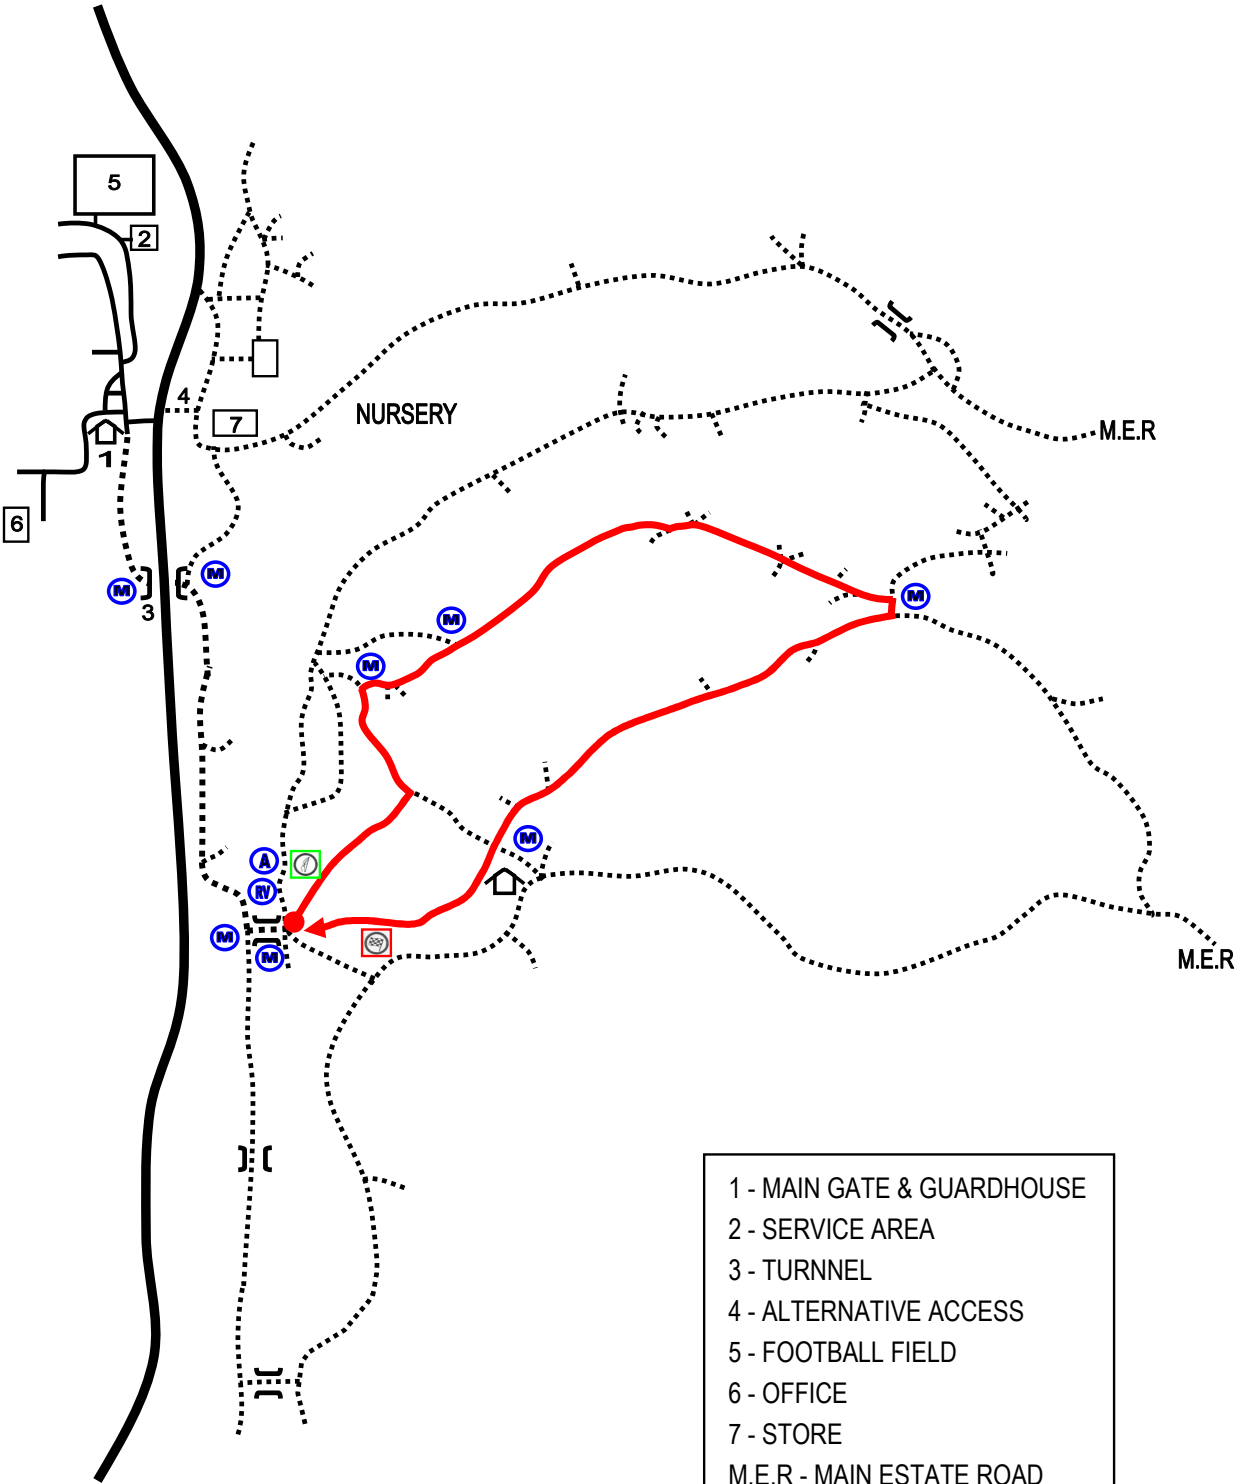 5
2
4
7
NURSERY
M.E.R
1
6
M
M
3
M
M
M
A
RV
M
M
M
M.E.R
1 - MAIN GATE & GUARDHOUSE
2 - SERVICE AREA
3 - TURNNEL
4 - ALTERNATIVE ACCESS
5 - FOOTBALL FIELD
6 - OFFICE
7 - STORE
M.E.R - MAIN ESTATE ROAD